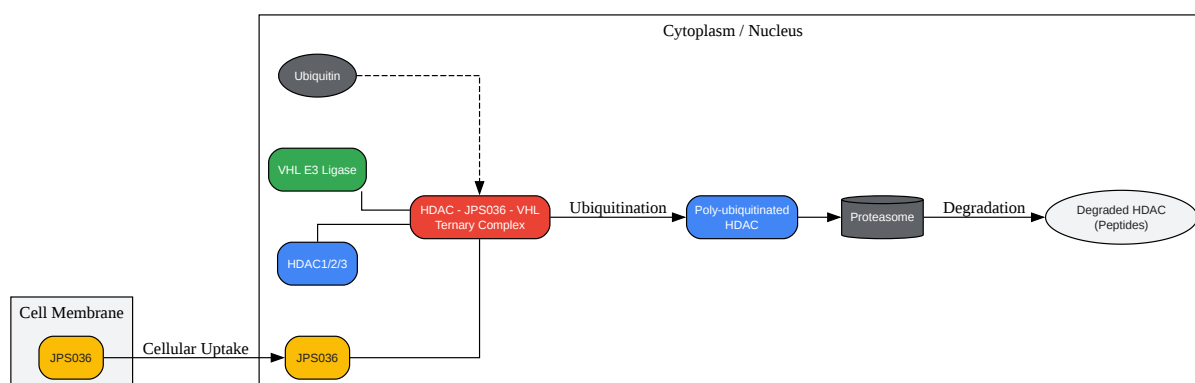 Cytoplasm / Nucleus
Ubiquitin
VHL E3 Ligase
HDAC - JPS036 - VHL
Ternary Complex
Ubiquitination
Poly-ubiquitinated
HDAC
Proteasome
Degradation
Degraded HDAC
(Peptides)
HDAC1/2/3
Cell Membrane
JPS036
Cellular Uptake
JPS036